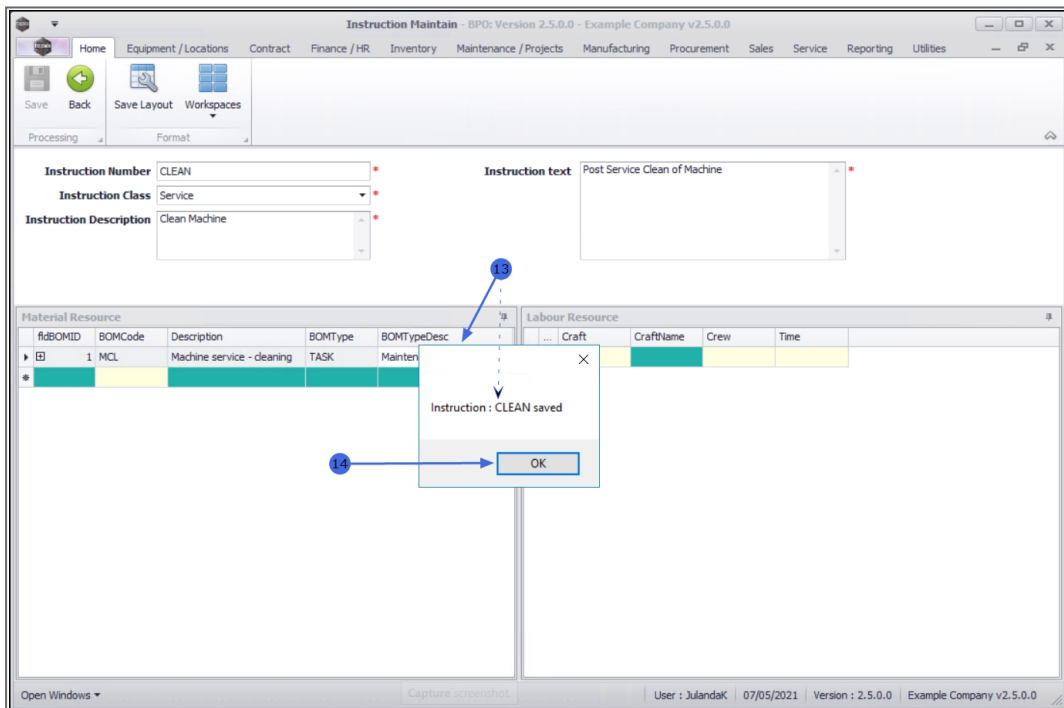 Instruction Maintain - BPO: Version 2.5.0.0 - Example Company v2.5.0.0
Home Equipment / Locations Contract Finance / HR Inventory Maintenance / Projects Manufacturing Procurement Sales Service Reporting Utilities
Save Back Save Layout Workspaces
Processing Format
Instruction Number CLEAN * Instruction text Post Service Clean of Machine *
Instruction Class Service *
Instruction Description Clean Machine *
13
Material Resource Labour Resource
fldBOMID BOMCode Description BOMType BOMTypeDesc ... Craft CraftName Crew Time
1 MCL Machine service - cleaning TASK Mainten
Instruction : CLEAN saved
14 OK
Open Windows Capture screenshot. User : JulandaK 07/05/2021 Version : 2.5.0.0 Example Company v2.5.0.0